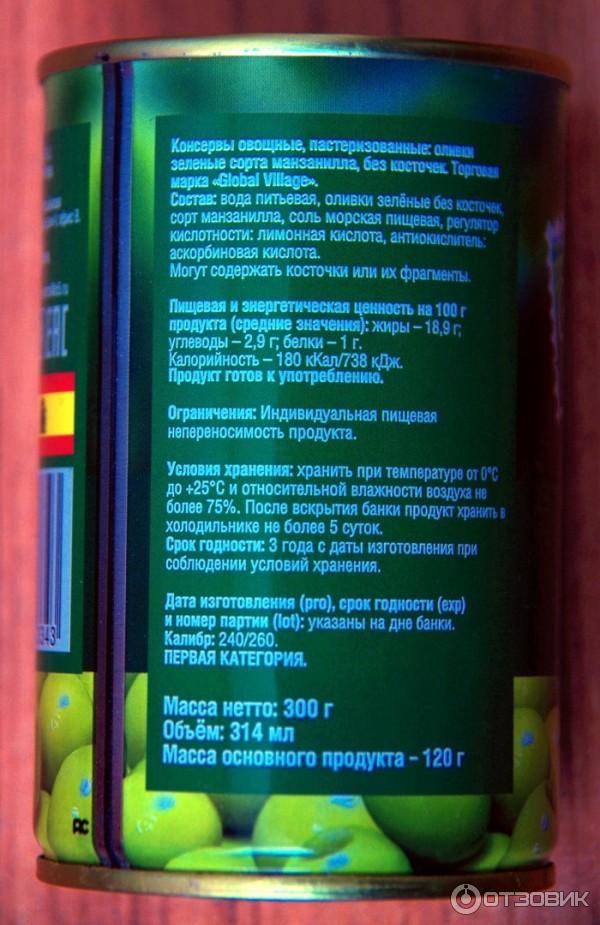 Консервы овощные, пастеризованные: оливки
зеленые сорта манзанилла, без косточек. Торговая
марка «Global Village».
Состав: вода питьевая, оливки зелёные без косточек,
сорт манзанилла, соль морская пищевая, регулятор
кислотности: лимонная кислота, антиокислитель:
аскорбиновая кислота.
Могут содержать косточки или их фрагменты.
Пищевая и энергетическая ценность на 100 г
продукта (средние значения): жиры – 18,9 г;
углеводы – 2,9 г; белки – 1 г.
Калорийность – 180 кКал/738 кДж.
Продукт готов к употреблению.
Ограничения: Индивидуальная пищевая
непереносимость продукта.
Условия хранения: хранить при температуре от 0°С
до +25°С и относительной влажности воздуха не
более 75%. После вскрытия банки продукт хранить в
холодильнике не более 5 суток.
Срок годности: 3 года с даты изготовления при
соблюдении условий хранения.
Дата изготовления (pro), срок годности (exp)
и номер партии (lot): указаны на дне банки.
Калибр: 240/260.
ПЕРВАЯ КАТЕГОРИЯ.
Масса нетто: 300 г
Объём: 314 мл
Масса основного продукта - 120 г
ОТЗОВИК